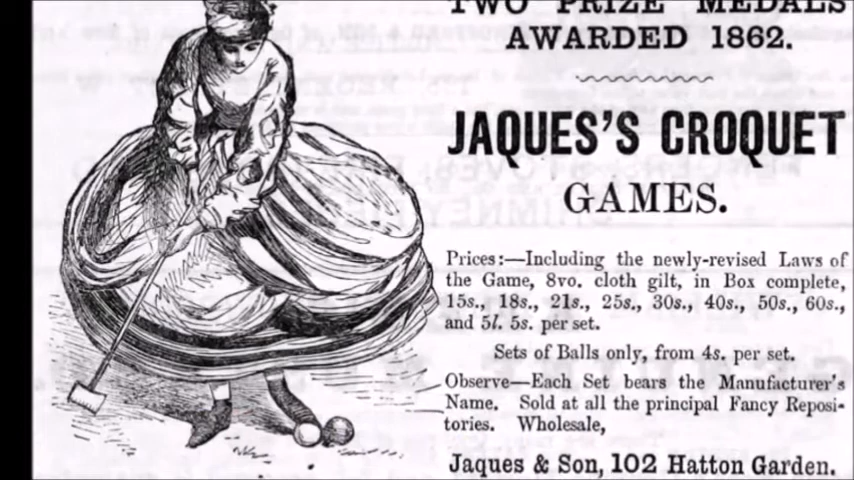 TWO PRIZE MEDALS
AWARDED 1862.
JAQUES'S CROQUET
GAMES.
Prices:—Including the newly-revised Laws of
the Game, 8vo. cloth gilt, in Box complete,
15s., 18s., 21s., 25s., 30s., 40s., 50s., 60s.,
and 5l. 5s. per set.
Sets of Balls only, from 4s. per set.
Observe—Each Set bears the Manufacturer's
Name. Sold at all the principal Fancy Reposi-
tories. Wholesale,
Jaques & Son, 102 Hatton Garden.